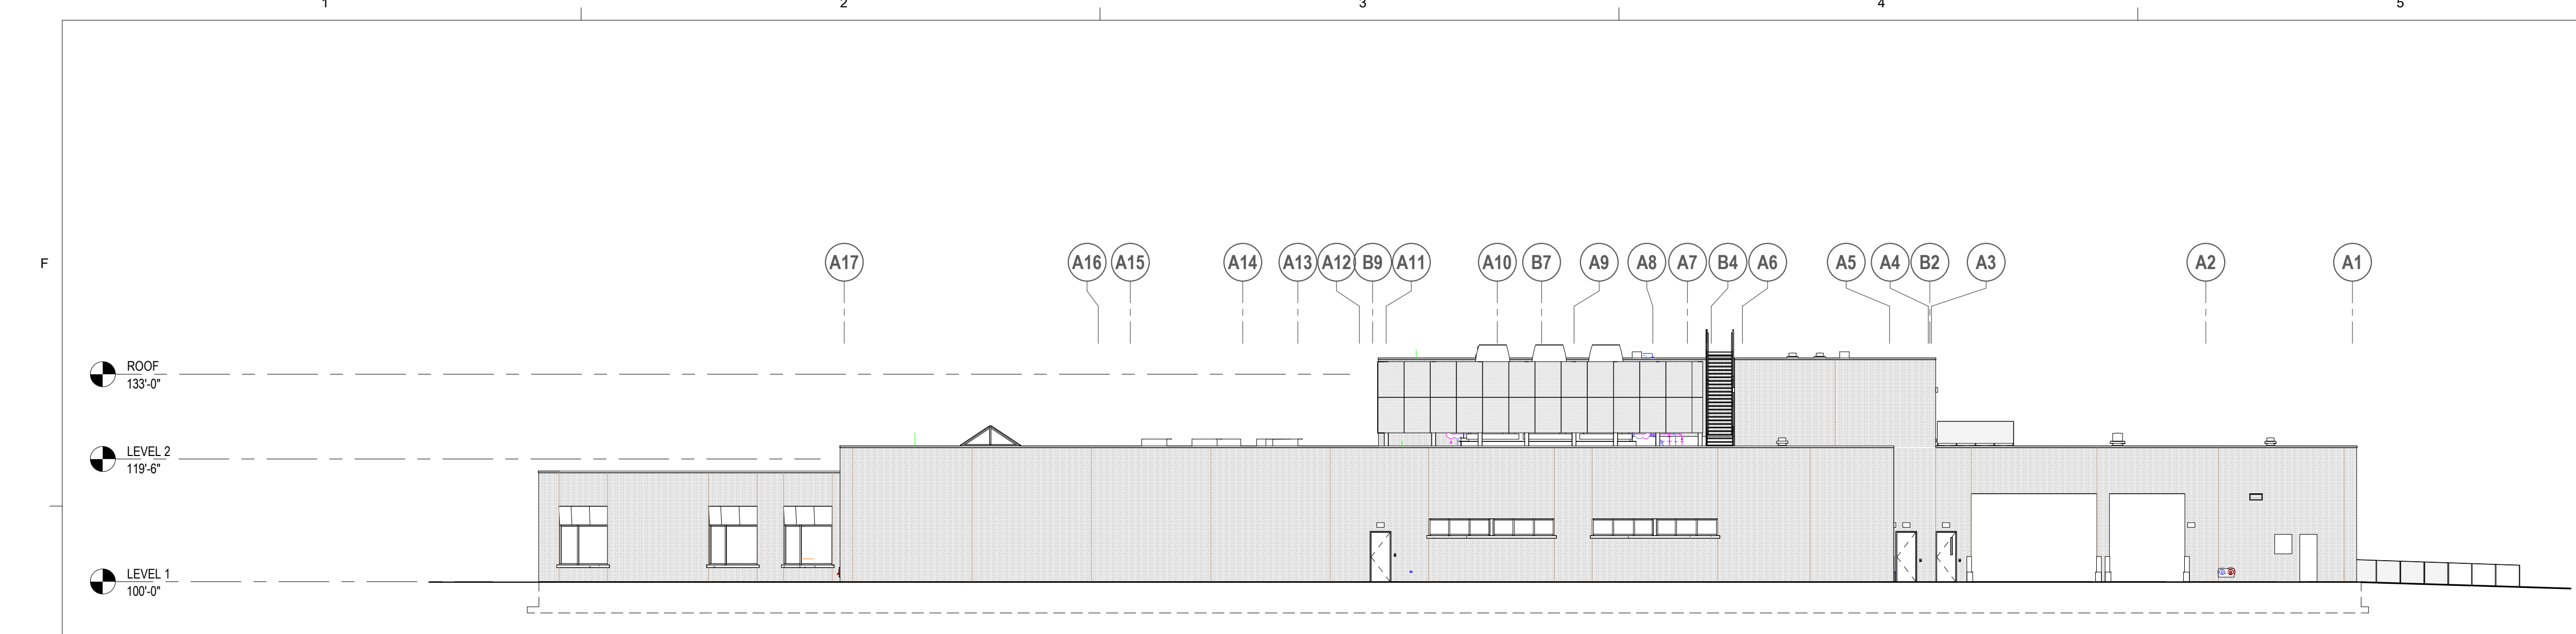 1 2 3 4 5
F
A17 A16 A15 A14 A13 A12 B9 A11 A10 B7 A9 A8 A7 B4 A6 A5 A4 B2 A3 A2 A1
ROOF
133'-0"
LEVEL 2
119'-6"
LEVEL 1
100'-0"